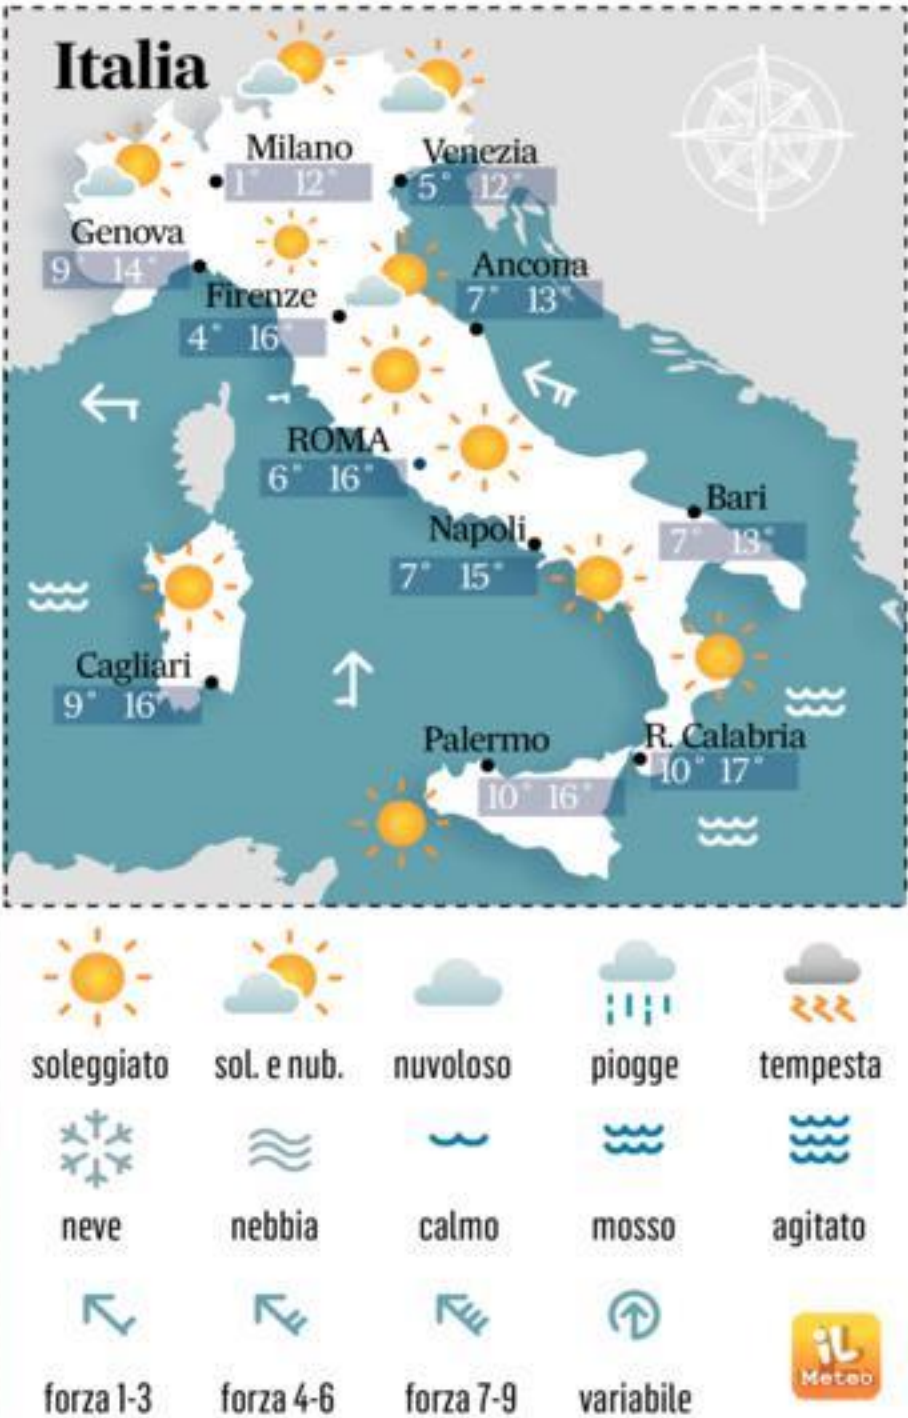 Italia
Milano
1° 12°
Venezia
5° 12°
Genova
9° 14°
Firenze
4° 16°
Ancona
7° 13°
ROMA
6° 16°
Napoli
7° 15°
Bari
7° 13°
Cagliari
9° 16°
Palermo
10° 16°
R. Calabria
10° 17°
soleggiato sol. e nub. nuvoloso piogge tempesta
neve nebbia calmo mosso agitato
forza 1-3 forza 4-6 forza 7-9 variabile
iL
Meteo